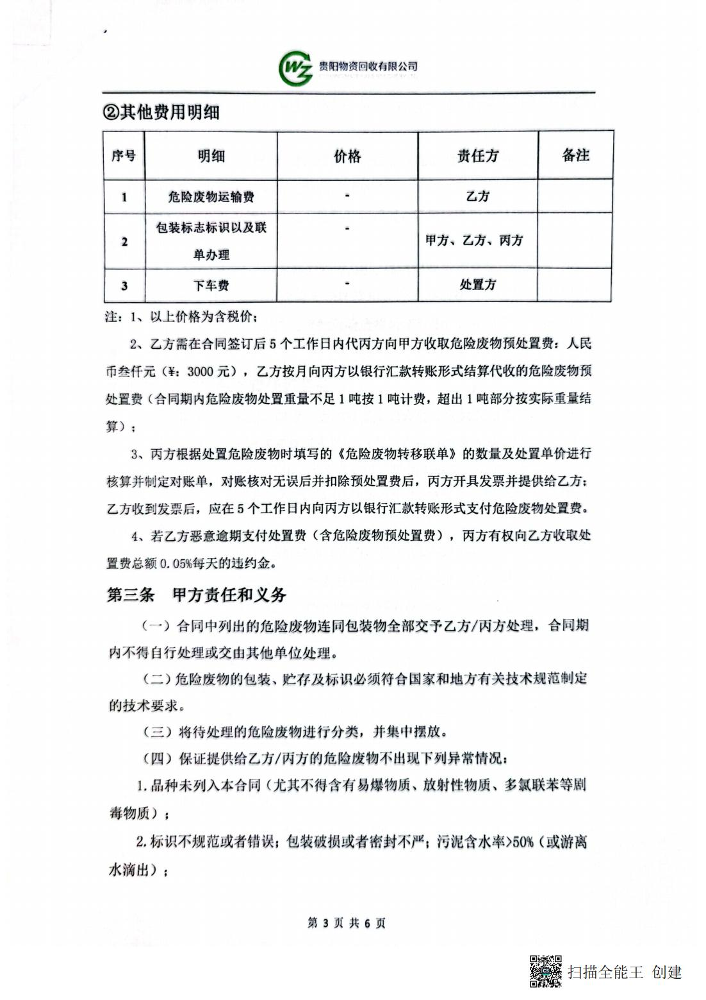 WZ 贵阳物资回收有限公司
②其他费用明细
序号 明细 价格 责任方 备注
1 危险废物运输费 - 乙方
2 包装标志标识以及联单办理 - 甲方、乙方、丙方
3 下车费 - 处置方
注：1、以上价格为含税价；
2、乙方需在合同签订后 5 个工作日内代丙方向甲方收取危险废物预处置费：人民
币叁仟元（¥：3000 元），乙方按月向丙方以银行汇款转账形式结算代收的危险废物预
处置费（合同期内危险废物处置重量不足 1 吨按 1 吨计费，超出 1 吨部分按实际重量结
算）；
3、丙方根据处置危险废物时填写的《危险废物转移联单》的数量及处置单价进行
核算并制定对账单，对账核对无误后并扣除预处置费后，丙方开具发票并提供给乙方；
乙方收到发票后，应在 5 个工作日内向丙方以银行汇款转账形式支付危险废物处置费。
4、若乙方恶意逾期支付处置费（含危险废物预处置费），丙方有权向乙方收取处
置费总额 0.05%每天的违约金。
第三条 甲方责任和义务
（一）合同中列出的危险废物连同包装物全部交予乙方/丙方处理，合同期
内不得自行处理或交由其他单位处理。
（二）危险废物的包装、贮存及标识必须符合国家和地方有关技术规范制定
的技术要求。
（三）将待处理的危险废物进行分类，并集中摆放。
（四）保证提供给乙方/丙方的危险废物不出现下列异常情况：
1.品种未列入本合同（尤其不得含有易爆物质、放射性物质、多氯联苯等剧
毒物质）；
2.标识不规范或者错误；包装破损或者密封不严；污泥含水率>50%（或游离
水滴出）；
第 3 页 共 6 页
扫描全能王 创建